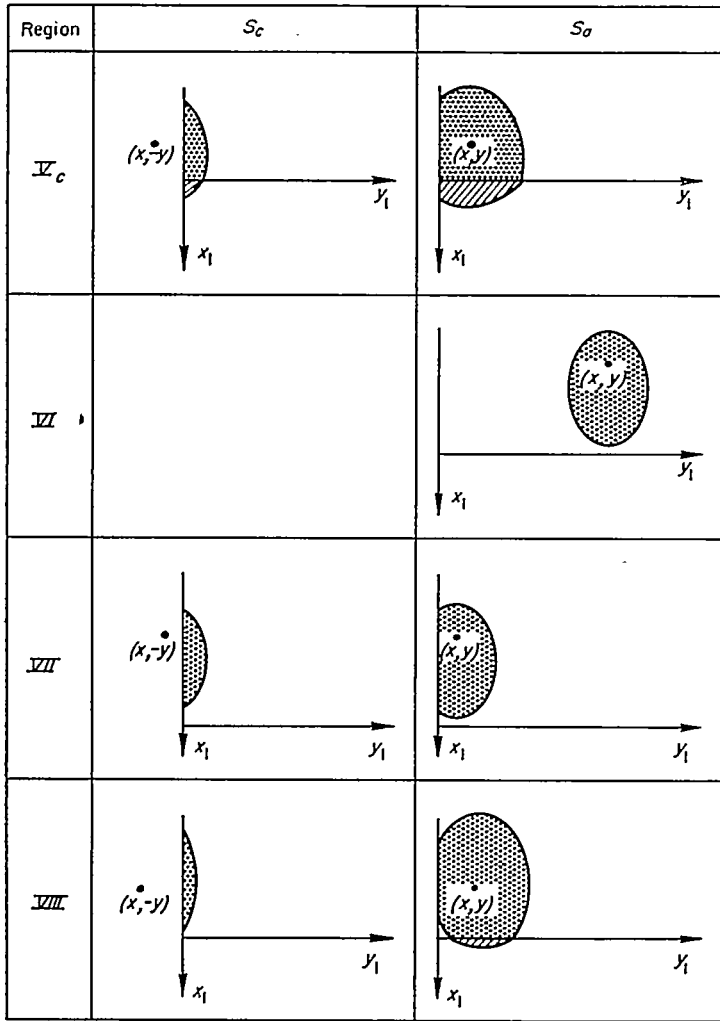 Region S_c S_a
V_c (x,-y) y_1 x_1 (x,y) y_1 x_1
VI (x,y) y_1 x_1
VII (x,-y) x_1 y_1 (x,y) y_1 x_1
VIII (x,-y) y_1 x_1 (x,y) y_1 x_1